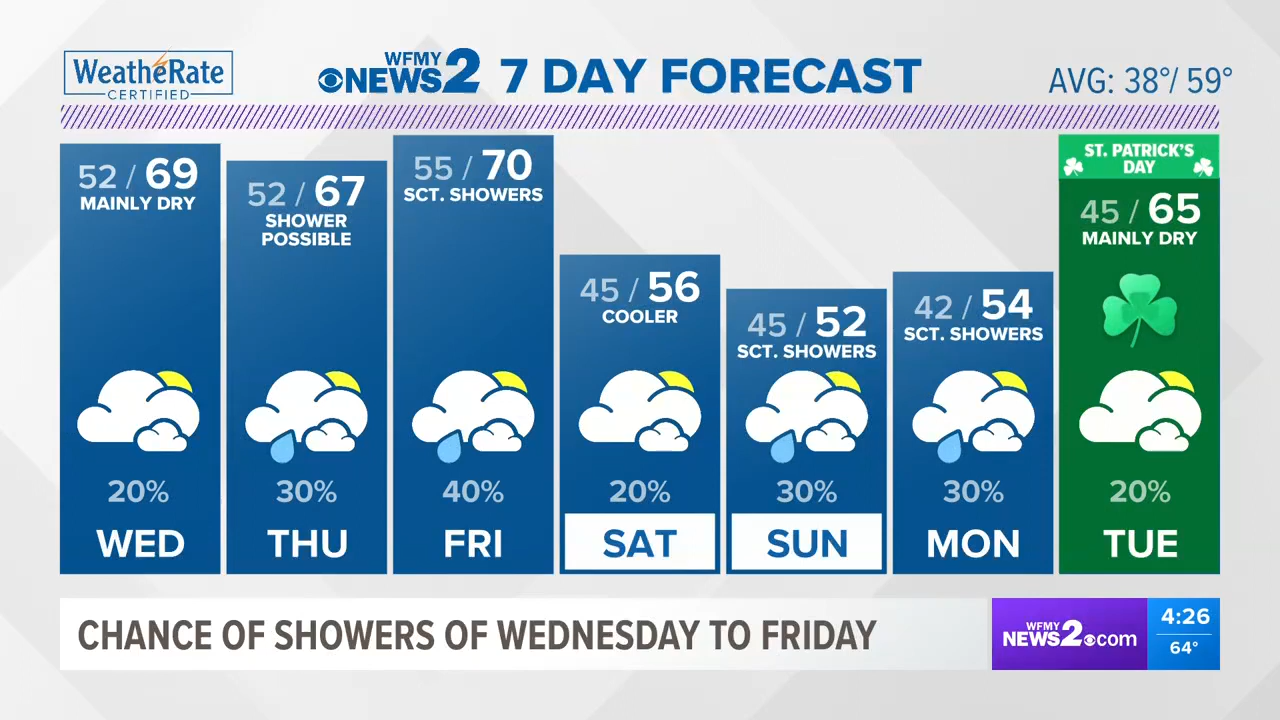 WeatheRate
CERTIFIED
WFMY
NEWS 2 7 DAY FORECAST
AVG: 38°/ 59°
52 / 69
MAINLY DRY
20%
WED
52 / 67
SHOWER
POSSIBLE
30%
THU
55 / 70
SCT. SHOWERS
40%
FRI
45 / 56
COOLER
20%
SAT
45 / 52
SCT. SHOWERS
30%
SUN
42 / 54
SCT. SHOWERS
30%
MON
ST. PATRICK'S
DAY
45 / 65
MAINLY DRY
20%
TUE
CHANCE OF SHOWERS OF WEDNESDAY TO FRIDAY
WFMY
NEWS2.com
4:26
64°